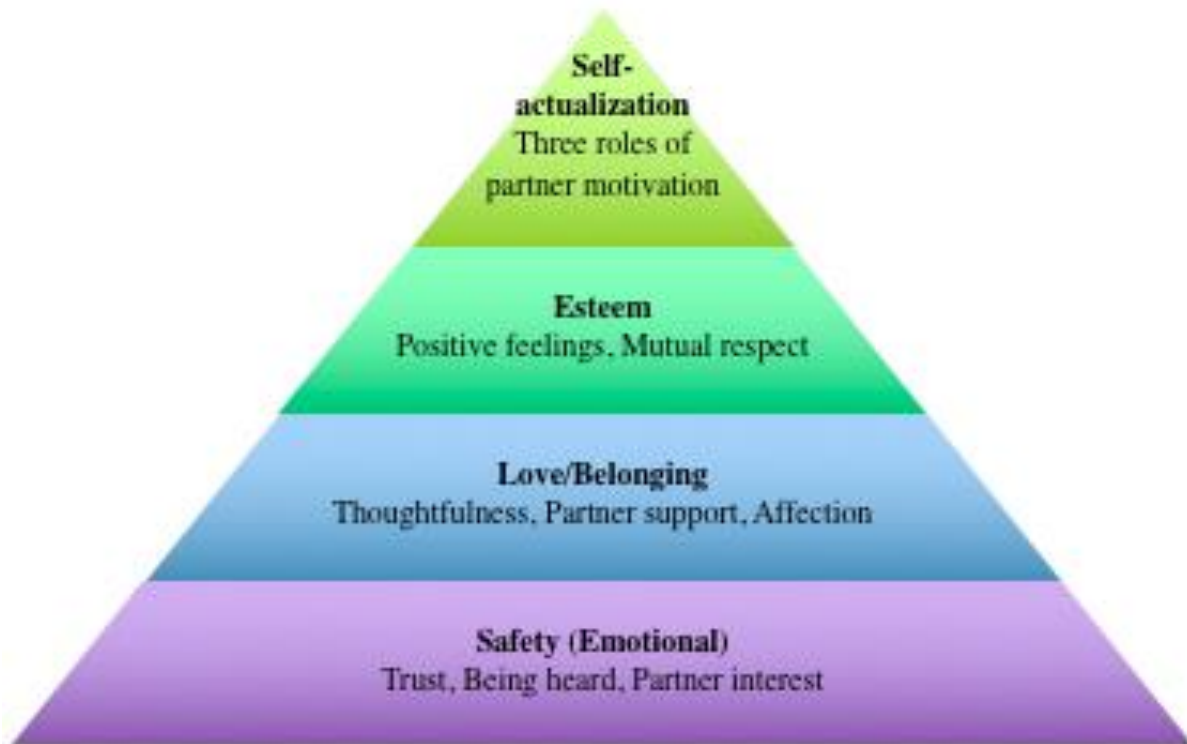 Self-
actualization
Three roles of
partner motivation
Esteem
Positive feelings, Mutual respect
Love/Belonging
Thoughtfulness, Partner support, Affection
Safety (Emotional)
Trust, Being heard, Partner interest